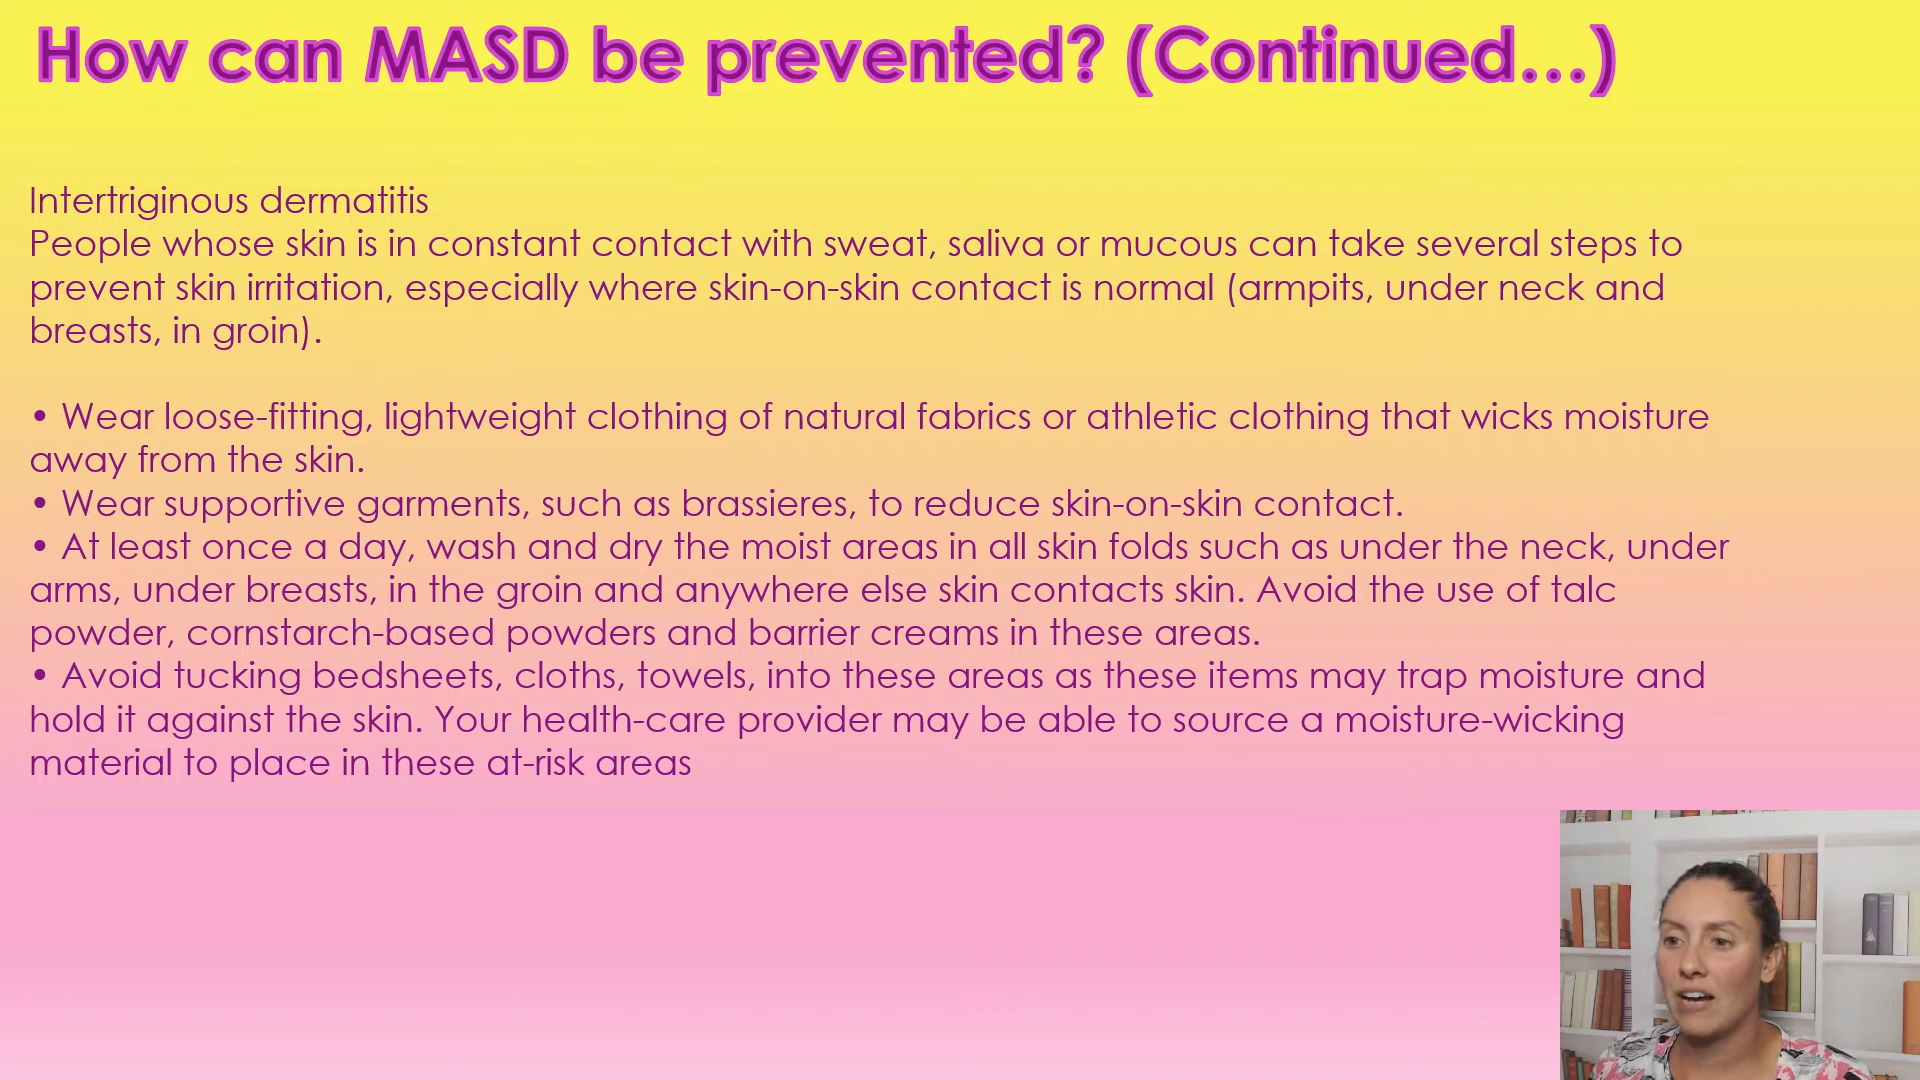 How can MASD be prevented? (Continued...)
Intertriginous dermatitis
People whose skin is in constant contact with sweat, saliva or mucous can take several steps to
prevent skin irritation, especially where skin-on-skin contact is normal (armpits, under neck and
breasts, in groin).
• Wear loose-fitting, lightweight clothing of natural fabrics or athletic clothing that wicks moisture
away from the skin.
• Wear supportive garments, such as brassieres, to reduce skin-on-skin contact.
• At least once a day, wash and dry the moist areas in all skin folds such as under the neck, under
arms, under breasts, in the groin and anywhere else skin contacts skin. Avoid the use of talc
powder, cornstarch-based powders and barrier creams in these areas.
• Avoid tucking bedsheets, cloths, towels, into these areas as these items may trap moisture and
hold it against the skin. Your health-care provider may be able to source a moisture-wicking
material to place in these at-risk areas